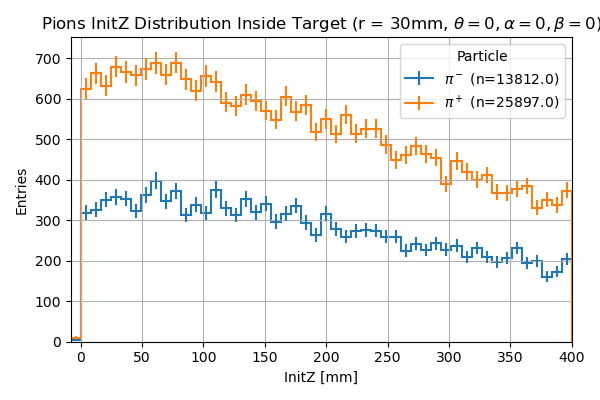 Pions InitZ Distribution Inside Target (r = 30mm, θ = 0, α = 0, β = 0)
Particle
π⁻ (n=13812.0)
π⁺ (n=25897.0)
Entries
700
600
500
400
300
200
100
0
0 50 100 150 200 250 300 350 400
InitZ [mm]